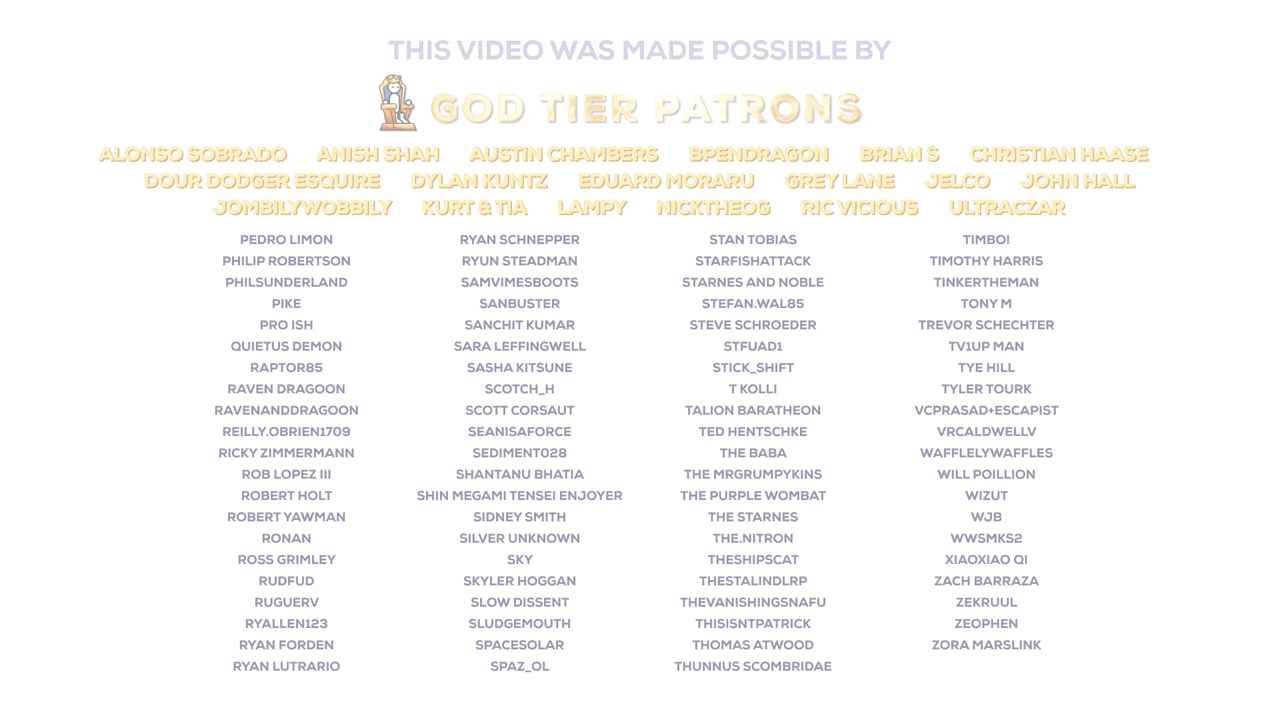 THIS VIDEO WAS MADE POSSIBLE BY
GOD TIER PATRONS
ALONSO SOBRADO ANISH SHAH AUSTIN CHAMBERS BPENDRAGON BRIAN S CHRISTIAN HAASE
DOUR DODGER ESQUIRE DYLAN KUNTZ EDUARD MORARU GREY LANE JELCO JOHN HALL
JOMBILYWOBBILY KURT & TIA LAMPY NICKTHEOG RIC VICIOUS ULTRACZAR
PEDRO LIMON
PHILIP ROBERTSON
PHILSUNDERLAND
PIKE
PRO ISH
QUIETUS DEMON
RAPTOR85
RAVEN DRAGOON
RAVENANDDRAGOON
REILLY.OBRIEN1709
RICKY ZIMMERMANN
ROB LOPEZ III
ROBERT HOLT
ROBERT YAWMAN
RONAN
ROSS GRIMLEY
RUDFUD
RUGUERV
RYALLEN123
RYAN FORDEN
RYAN LUTRARIO
RYAN SCHNEPPER
RYUN STEADMAN
SAMVIMESBOOTS
SANBUSTER
SANCHIT KUMAR
SARA LEFFINGWELL
SASHA KITSUNE
SCOTCH_H
SCOTT CORSAUT
SEANISAFORCE
SEDIMENT028
SHANTANU BHATIA
SHIN MEGAMI TENSEI ENJOYER
SIDNEY SMITH
SILVER UNKNOWN
SKY
SKYLER HOGGAN
SLOW DISSENT
SLUDGEMOUTH
SPACESOLAR
SPAZ_OL
STAN TOBIAS
STARFISHATTACK
STARNES AND NOBLE
STEFAN.WAL85
STEVE SCHROEDER
STFUAD1
STICK_SHIFT
T KOLLI
TALION BARATHEON
TED HENTSCHKE
THE BABA
THE MRGRUMPYKINS
THE PURPLE WOMBAT
THE STARNES
THE.NITRON
THESHIPSCAT
THESTALINDLRP
THEVANISHINGSNAFU
THISISNTPATRICK
THOMAS ATWOOD
THUNNUS SCOMBRIDAE
TIMBO!
TIMOTHY HARRIS
TINKERTHEMAN
TONY M
TREVOR SCHECHTER
TV1UP MAN
TYE HILL
TYLER TOURK
VCPRASAD+ESCAPIST
VRCALDWELLV
WAFFLELYWAFFLES
WILL POILLION
WIZUT
WJB
WWSMKS2
XIAOXIAO QI
ZACH BARRAZA
ZEKRUUL
ZEOPHEN
ZORA MARSLINK